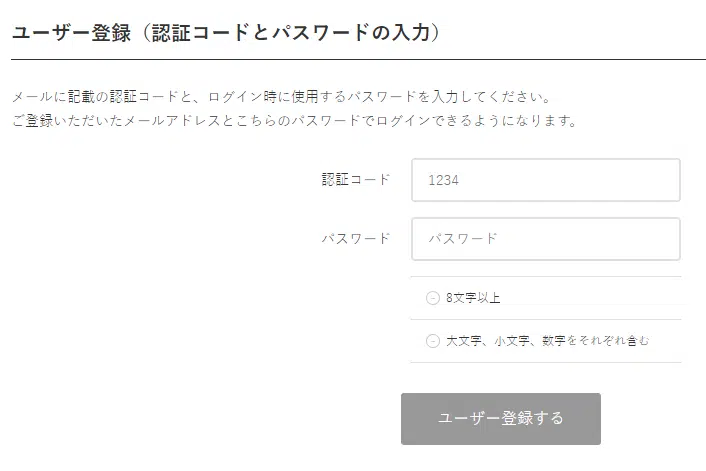 ユーザー登録（認証コードとパスワードの入力）
メールに記載の認証コードと、ログイン時に使用するパスワードを入力してください。
ご登録いただいたメールアドレスとこちらのパスワードでログインできるようになります。
認証コード 1234
パスワード パスワード
8文字以上
大文字、小文字、数字をそれぞれ含む
ユーザー登録する